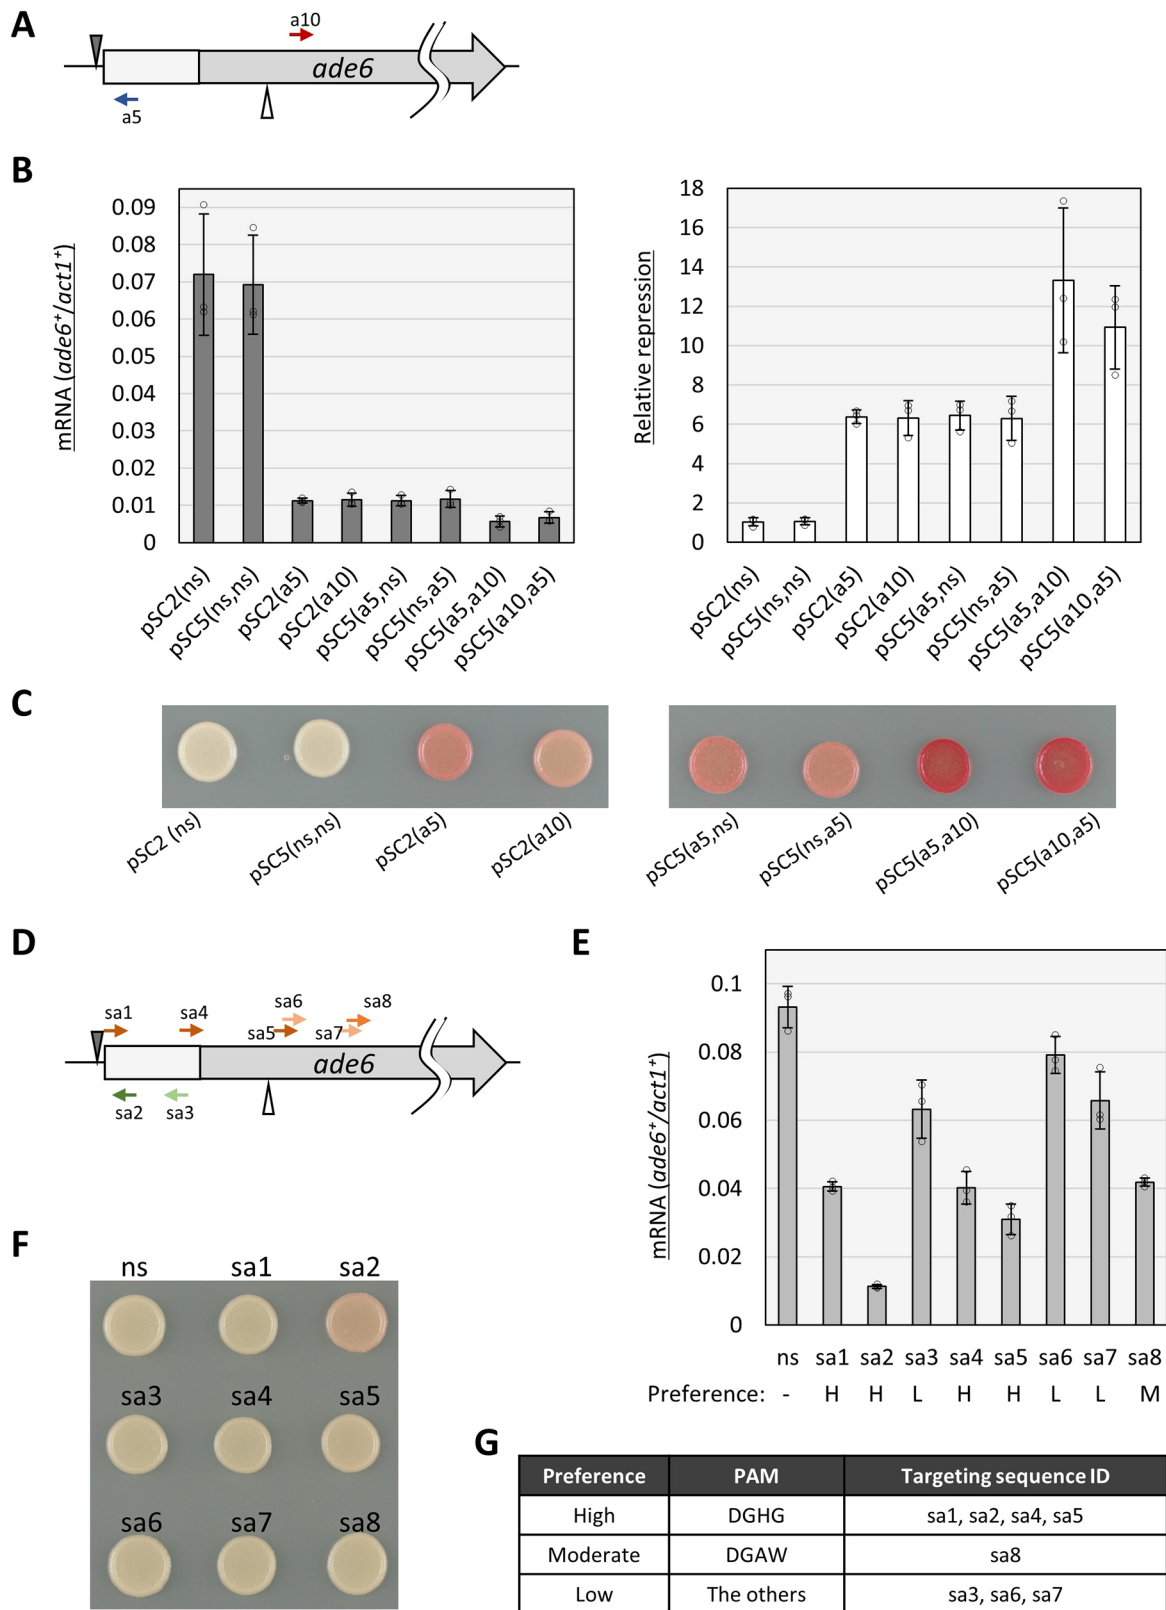 A
a10
ade6
a5
B
mRNA (ade6+/act1+)
0.09
0.08
0.07
0.06
0.05
0.04
0.03
0.02
0.01
0
pSC2(ns)
pSC5(ns,ns)
pSC2(a5)
pSC2(a10)
pSC5(a5,ns)
pSC5(ns,a5)
pSC5(a5,a10)
pSC5(a10,a5)
Relative repression
18
16
14
12
10
8
6
4
2
0
pSC2(ns)
pSC5(ns,ns)
pSC2(a5)
pSC2(a10)
pSC5(a5,ns)
pSC5(ns,a5)
pSC5(a5,a10)
pSC5(a10,a5)
C
pSC2 (ns)
pSC5(ns,ns)
pSC2(a5)
pSC2(a10)
pSC5(a5,ns)
pSC5(ns,a5)
pSC5(a5,a10)
pSC5(a10,a5)
D
sa1
sa4
sa6
sa8
sa5
sa7
ade6
sa2
sa3
E
mRNA (ade6+/act1+)
0.1
0.08
0.06
0.04
0.02
0
ns sa1 sa2 sa3 sa4 sa5 sa6 sa7 sa8
Preference: - H H L H H L L M
F
ns sa1 sa2
sa3 sa4 sa5
sa6 sa7 sa8
G
Preference PAM Targeting sequence ID
High DGHG sa1, sa2, sa4, sa5
Moderate DGAW sa8
Low The others sa3, sa6, sa7